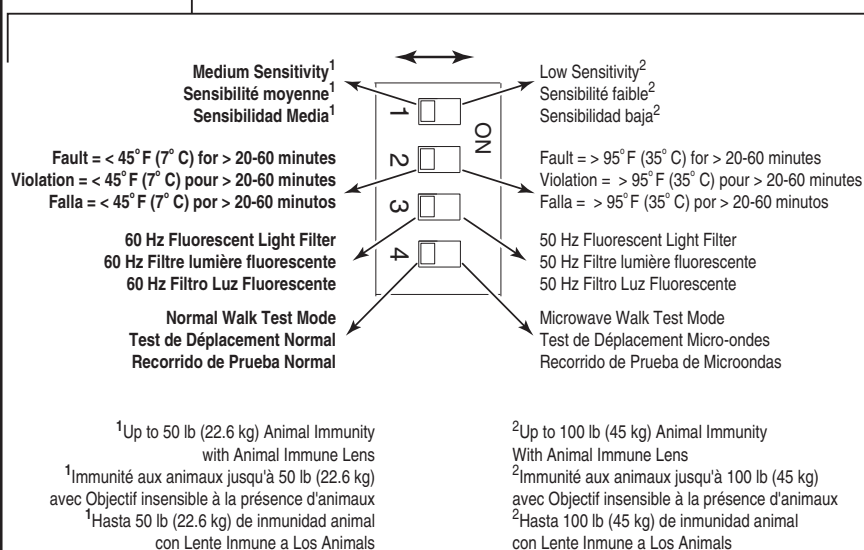 Medium Sensitivity¹
Sensibilité moyenne¹
Sensibilidad Media¹
Low Sensitivity²
Sensibilité faible²
Sensibilidad baja²
1
2
3
4
ON
Fault = < 45° F (7° C) for > 20-60 minutes
Violation = < 45° F (7° C) pour > 20-60 minutes
Falla = < 45° F (7° C) por > 20-60 minutos
Fault = > 95° F (35° C) for > 20-60 minutes
Violation = > 95° F (35° C) pour > 20-60 minutes
Falla = > 95° F (35° C) por > 20-60 minutos
60 Hz Fluorescent Light Filter
60 Hz Filtre lumière fluorescente
60 Hz Filtro Luz Fluorescente
50 Hz Fluorescent Light Filter
50 Hz Filtre lumière fluorescente
50 Hz Filtro Luz Fluorescente
Normal Walk Test Mode
Test de Déplacement Normal
Recorrido de Prueba Normal
Microwave Walk Test Mode
Test de Déplacement Micro-ondes
Recorrido de Prueba de Microondas
¹Up to 50 lb (22.6 kg) Animal Immunity
with Animal Immune Lens
¹Immunité aux animaux jusqu'à 50 lb (22.6 kg)
avec Objectif insensible à la présence d'animaux
¹Hasta 50 lb (22.6 kg) de inmunidad animal
con Lente Inmune a Los Animals
²Up to 100 lb (45 kg) Animal Immunity
With Animal Immune Lens
²Immunité aux animaux jusqu'à 100 lb (45 kg)
avec Objectif insensible à la présence d'animaux
²Hasta 100 lb (45 kg) de inmunidad animal
con Lente Inmune a Los Animals